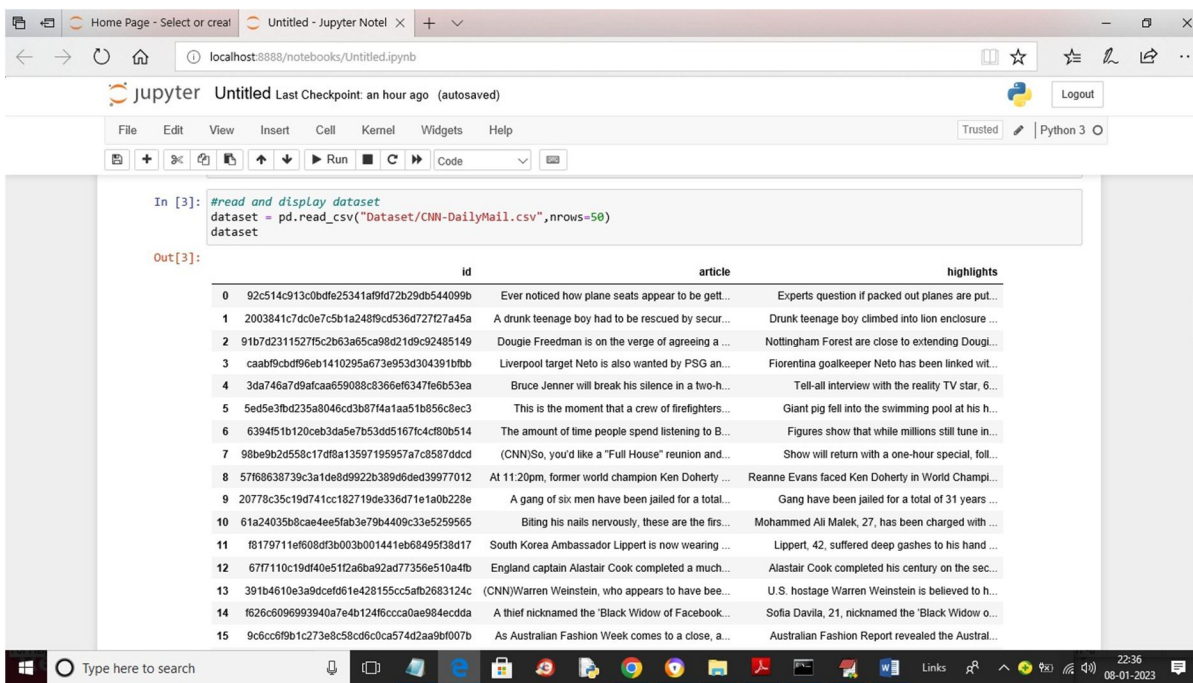 Home Page - Select or creat
Untitled - Jupyter Notel
localhost:8888/notebooks/Untitled.ipynb
jupyter Untitled Last Checkpoint: an hour ago (autosaved)
Logout
File Edit View Insert Cell Kernel Widgets Help
Trusted Python 3
Run Code
In [3]: #read and display dataset
dataset = pd.read_csv("Dataset/CNN-DailyMail.csv",nrows=50)
dataset
Out[3]:
id article highlights
0 92c514c913c0bdfe25341af9fd72b29db544099b Ever noticed how plane seats appear to be gett... Experts question if packed out planes are put...
1 2003841c7dc0e7c5b1a248f9cd536d727f27a45a A drunk teenage boy had to be rescued by secur... Drunk teenage boy climbed into lion enclosure ...
2 91b7d2311527f5c2b63a65ca98d21d9c92485149 Dougie Freedman is on the verge of agreeing a ... Nottingham Forest are close to extending Dougi...
3 caabf9cbdf96eb1410295a673e953d304391bfbb Liverpool target Neto is also wanted by PSG an... Fiorentina goalkeeper Neto has been linked wit...
4 3da746a7d9afcaa659088c8366ef6347fe6b53ea Bruce Jenner will break his silence in a two-h... Tell-all interview with the reality TV star, 6...
5 5ed5e3fbd235a8046cd3b87f4a1aa51b856c8ec3 This is the moment that a crew of firefighters... Giant pig fell into the swimming pool at his h...
6 6394f51b120ceb3da5e7b53dd5167fc4cf80b514 The amount of time people spend listening to B... Figures show that while millions still tune in...
7 98be9b2d558c17df8a13597195957a7c8587ddcd (CNN)So, you'd like a "Full House" reunion and... Show will return with a one-hour special, foll...
8 57f68638739c3a1de8d9922b389d6ded39977012 At 11:20pm, former world champion Ken Doherty ... Reanne Evans faced Ken Doherty in World Champi...
9 20778c35c19d741cc182719de336d71e1a0b228e A gang of six men have been jailed for a total... Gang have been jailed for a total of 31 years ...
10 61a24035b8cae4ee5fab3e79b4409c33e5259565 Biting his nails nervously, these are the firs... Mohammed Ali Malek, 27, has been charged with ...
11 f8179711ef608df3b003b001441eb68495f38d17 South Korea Ambassador Lippert is now wearing ... Lippert, 42, suffered deep gashes to his hand ...
12 67f7110c19df40e51f2a6ba92ad77356e510a4fb England captain Alastair Cook completed a much... Alastair Cook completed his century on the sec...
13 391b4610e3a9dcefd61e428155cc5afb2683124c (CNN)Warren Weinstein, who appears to have bee... U.S. hostage Warren Weinstein is believed to h...
14 f626c6096993940a7e4b124f6ccca0ae984ecdda A thief nicknamed the 'Black Widow of Facebook... Sofia Davila, 21, nicknamed the 'Black Widow o...
15 9c6cc6f9b1c273e8c58cd6c0ca574d2aa9bf007b As Australian Fashion Week comes to a close, a... Australian Fashion Report revealed the Austral...
Type here to search Links 22:36
08-01-2023